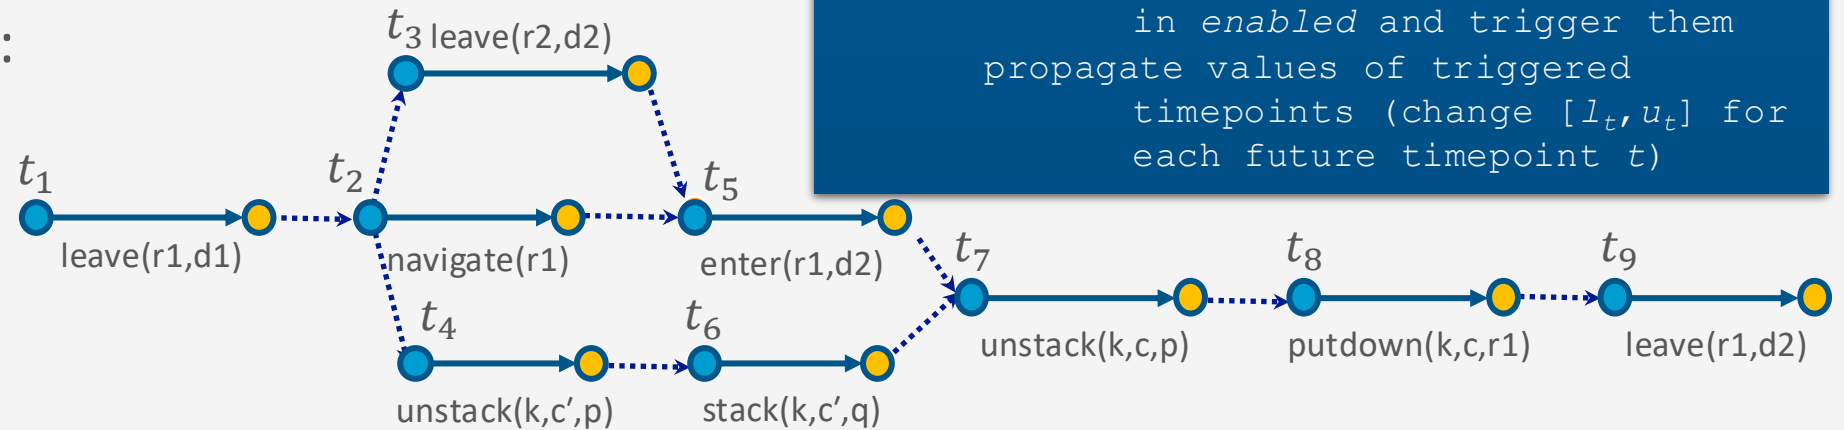 :
in enabled and trigger them
propagate values of triggered
timepoints (change [lₜ,uₜ] for
each future timepoint t)
t₃ leave(r2,d2)
t₁
t₂
t₅
leave(r1,d1)
navigate(r1)
enter(r1,d2)
t₇
t₈
t₉
t₄
t₆
unstack(k,c,p)
putdown(k,c,r1)
leave(r1,d2)
unstack(k,c′,p)
stack(k,c′,q)